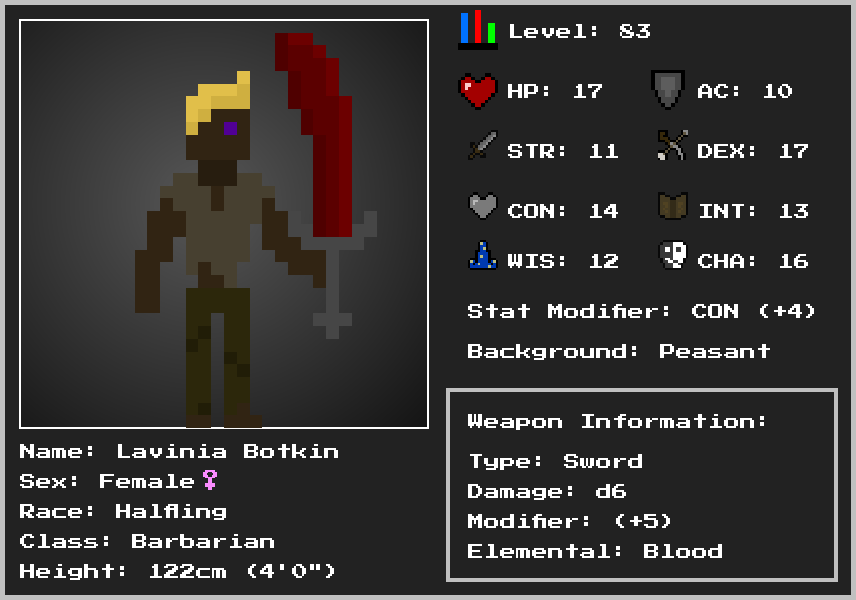 Level: 83
HP: 17 AC: 10
STR: 11 DEX: 17
CON: 14 INT: 13
WIS: 12 CHA: 16
Stat Modifier: CON (+4)
Background: Peasant
Weapon Information:
Type: Sword
Damage: d6
Modifier: (+5)
Elemental: Blood
Name: Lavinia Botkin
Sex: Female♀
Race: Halfling
Class: Barbarian
Height: 122cm (4'0")